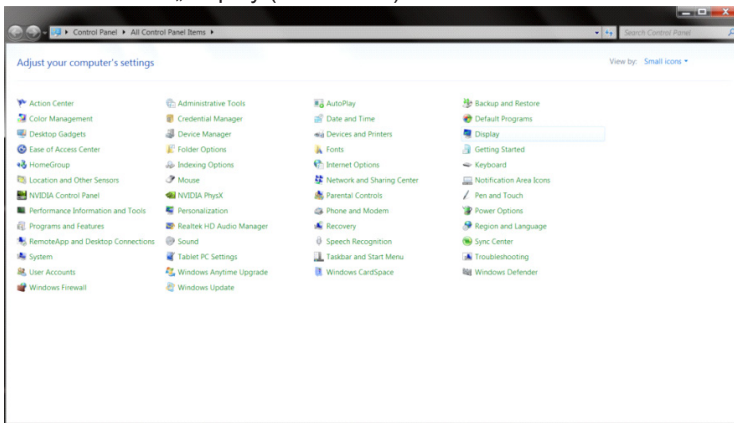 Control Panel ▸ All Control Panel Items ▸ Search Control Panel
Adjust your computer's settings View by: Small icons
Action Center Administrative Tools AutoPlay Backup and Restore
Color Management Credential Manager Date and Time Default Programs
Desktop Gadgets Device Manager Devices and Printers Display
Ease of Access Center Folder Options Fonts Getting Started
HomeGroup Indexing Options Internet Options Keyboard
Location and Other Sensors Mouse Network and Sharing Center Notification Area Icons
NVIDIA Control Panel NVIDIA PhysX Parental Controls Pen and Touch
Performance Information and Tools Personalization Phone and Modem Power Options
Programs and Features Realtek HD Audio Manager Recovery Region and Language
RemoteApp and Desktop Connections Sound Speech Recognition Sync Center
System Tablet PC Settings Taskbar and Start Menu Troubleshooting
User Accounts Windows Anytime Upgrade Windows CardSpace Windows Defender
Windows Firewall Windows Update